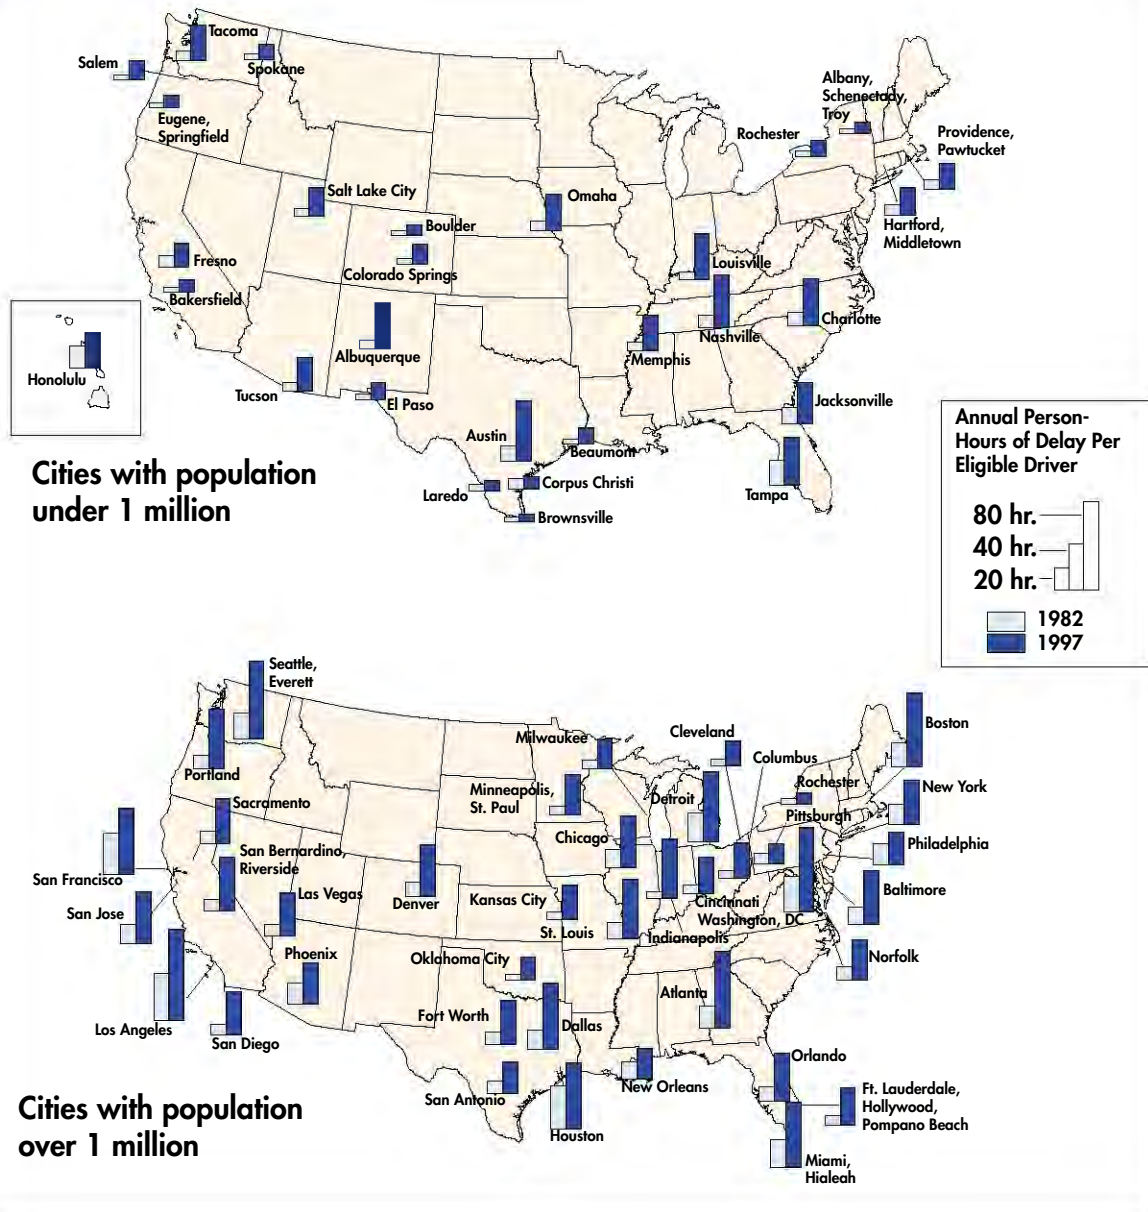 Tacoma
Salem
Spokane
Eugene,
Springfield
Albany,
Schenectady,
Troy
Rochester
Providence,
Pawtucket
Salt Lake City
Omaha
Boulder
Hartford,
Middletown
Fresno
Colorado Springs
Louisville
Bakersfield
Charlotte
Nashville
Albuquerque
Memphis
Honolulu
Tucson
El Paso
Jacksonville
Austin
Beaumont
Corpus Christi
Laredo
Tampa
Brownsville
Cities with population
under 1 million
Annual Person-
Hours of Delay Per
Eligible Driver
80 hr.
40 hr.
20 hr.
1982
1997
Seattle,
Everett
Boston
Milwaukee
Cleveland
Columbus
Portland
Rochester
New York
Minneapolis,
St. Paul
Detroit
Sacramento
Pittsburgh
Chicago
Philadelphia
San Bernardino,
Riverside
San Francisco
Las Vegas
Denver
Kansas City
Cincinnati
Baltimore
San Jose
Washington, DC
St. Louis
Indianapolis
Phoenix
Oklahoma City
Norfolk
Atlanta
Los Angeles
San Diego
Fort Worth
Dallas
Orlando
New Orleans
San Antonio
Ft. Lauderdale,
Hollywood,
Pompano Beach
Houston
Miami,
Hialeah
Cities with population
over 1 million